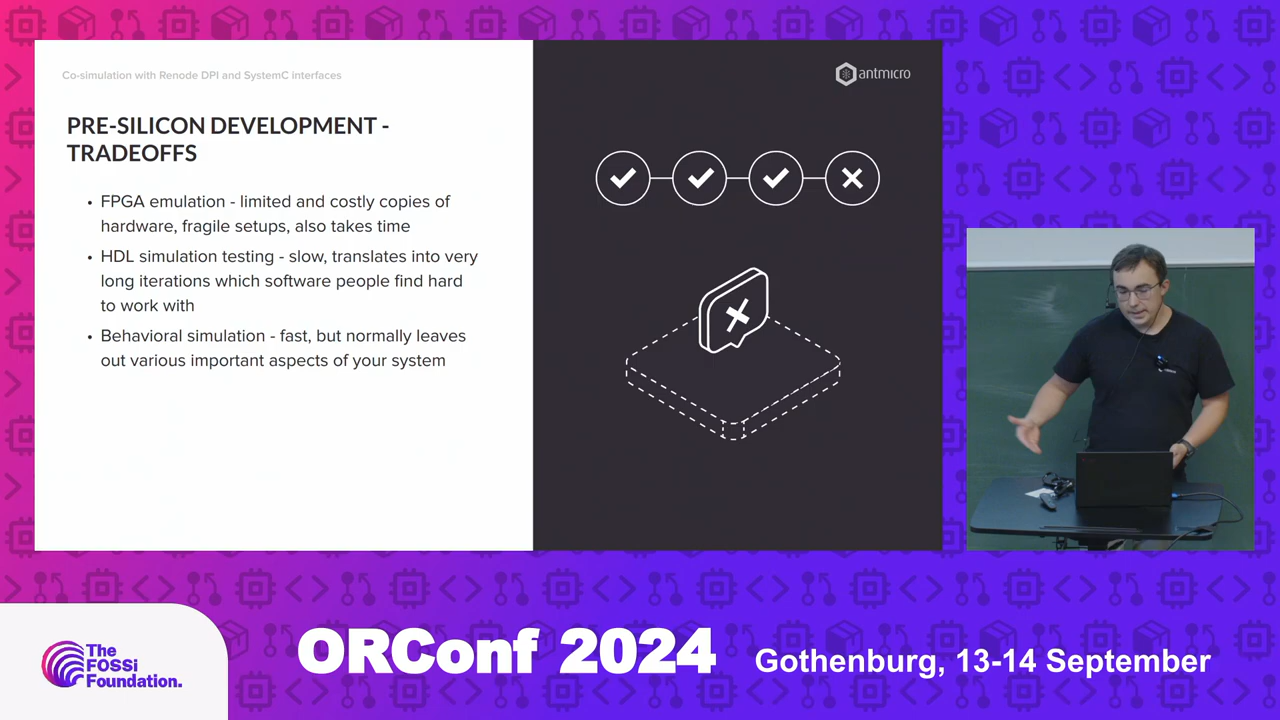 Co-simulation with Renode DPI and SystemC interfaces
antmicro
PRE-SILICON DEVELOPMENT -
TRADEOFFS
• FPGA emulation - limited and costly copies of
hardware, fragile setups, also takes time
• HDL simulation testing - slow, translates into very
long iterations which software people find hard
to work with
• Behavioral simulation - fast, but normally leaves
out various important aspects of your system
The
FOSSi
Foundation.
ORConf 2024
Gothenburg, 13-14 September